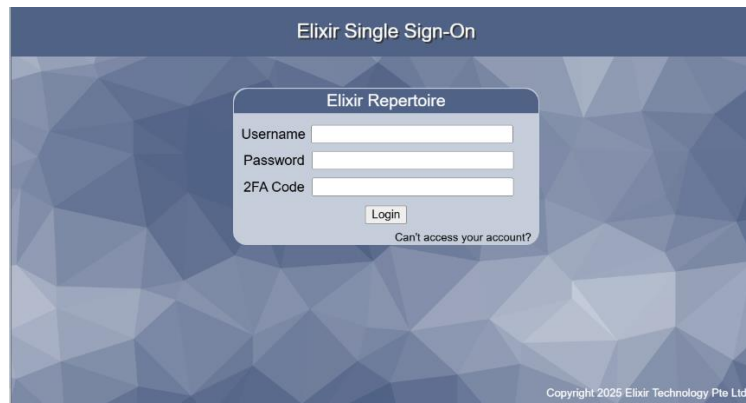 Elixir Single Sign-On
Elixir Repertoire
Username
Password
2FA Code
Login
Can't access your account?
Copyright 2025 Elixir Technology Pte Ltd